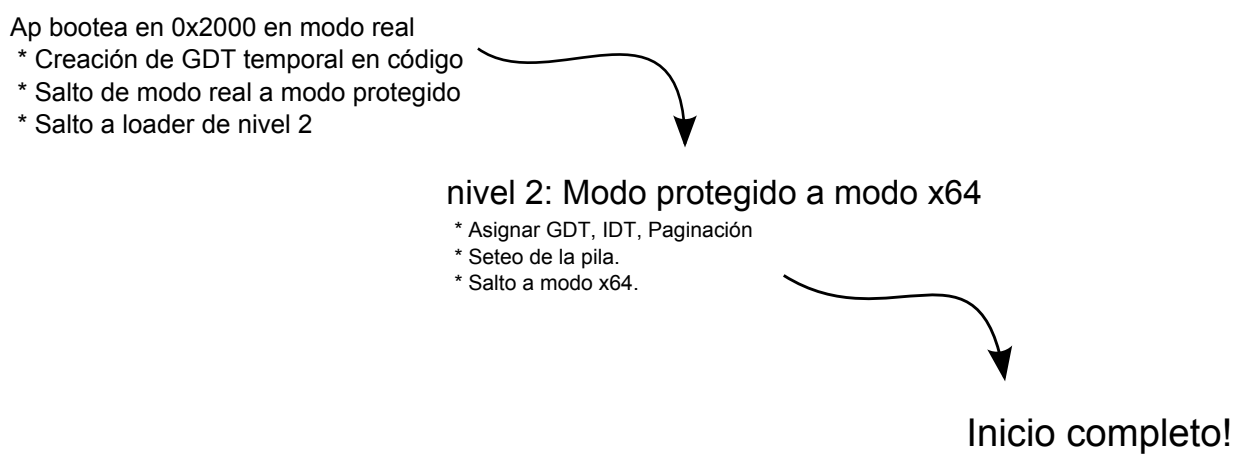 Ap bootea en 0x2000 en modo real
* Creación de GDT temporal en código
* Salto de modo real a modo protegido
* Salto a loader de nivel 2
nivel 2: Modo protegido a modo x64
* Asignar GDT, IDT, Paginación
* Seteo de la pila.
* Salto a modo x64.
Inicio completo!